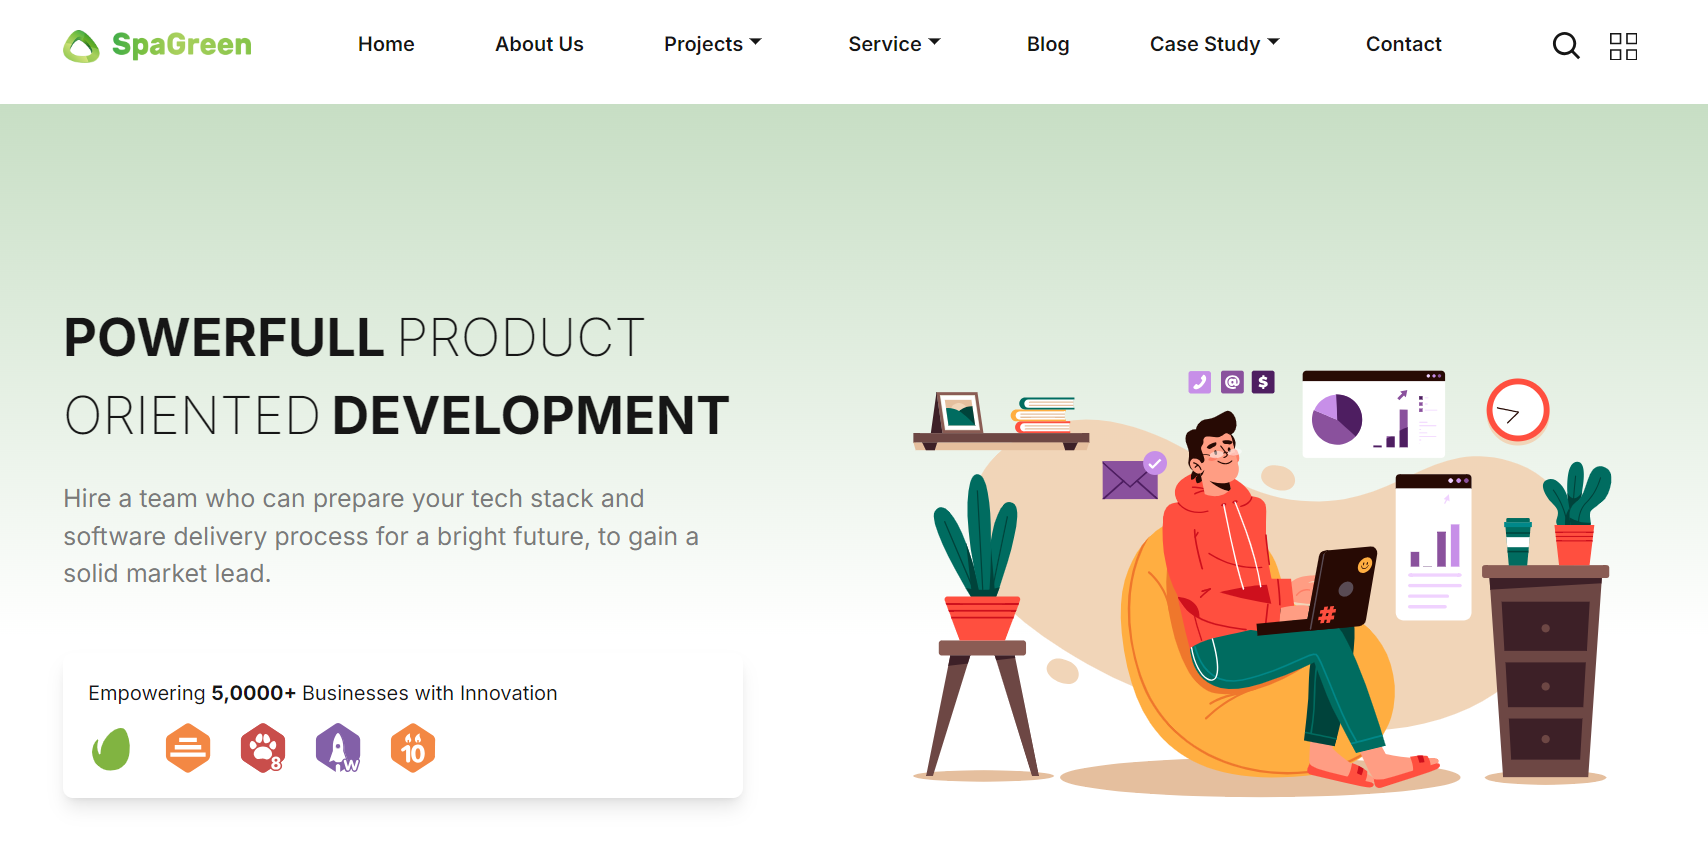 SpaGreen
Home
About Us
Projects
Service
Blog
Case Study
Contact
POWERFULL PRODUCT
ORIENTED DEVELOPMENT
Hire a team who can prepare your tech stack and
software delivery process for a bright future, to gain a
solid market lead.
Empowering 5,0000+ Businesses with Innovation
8
W
10
@
$
#